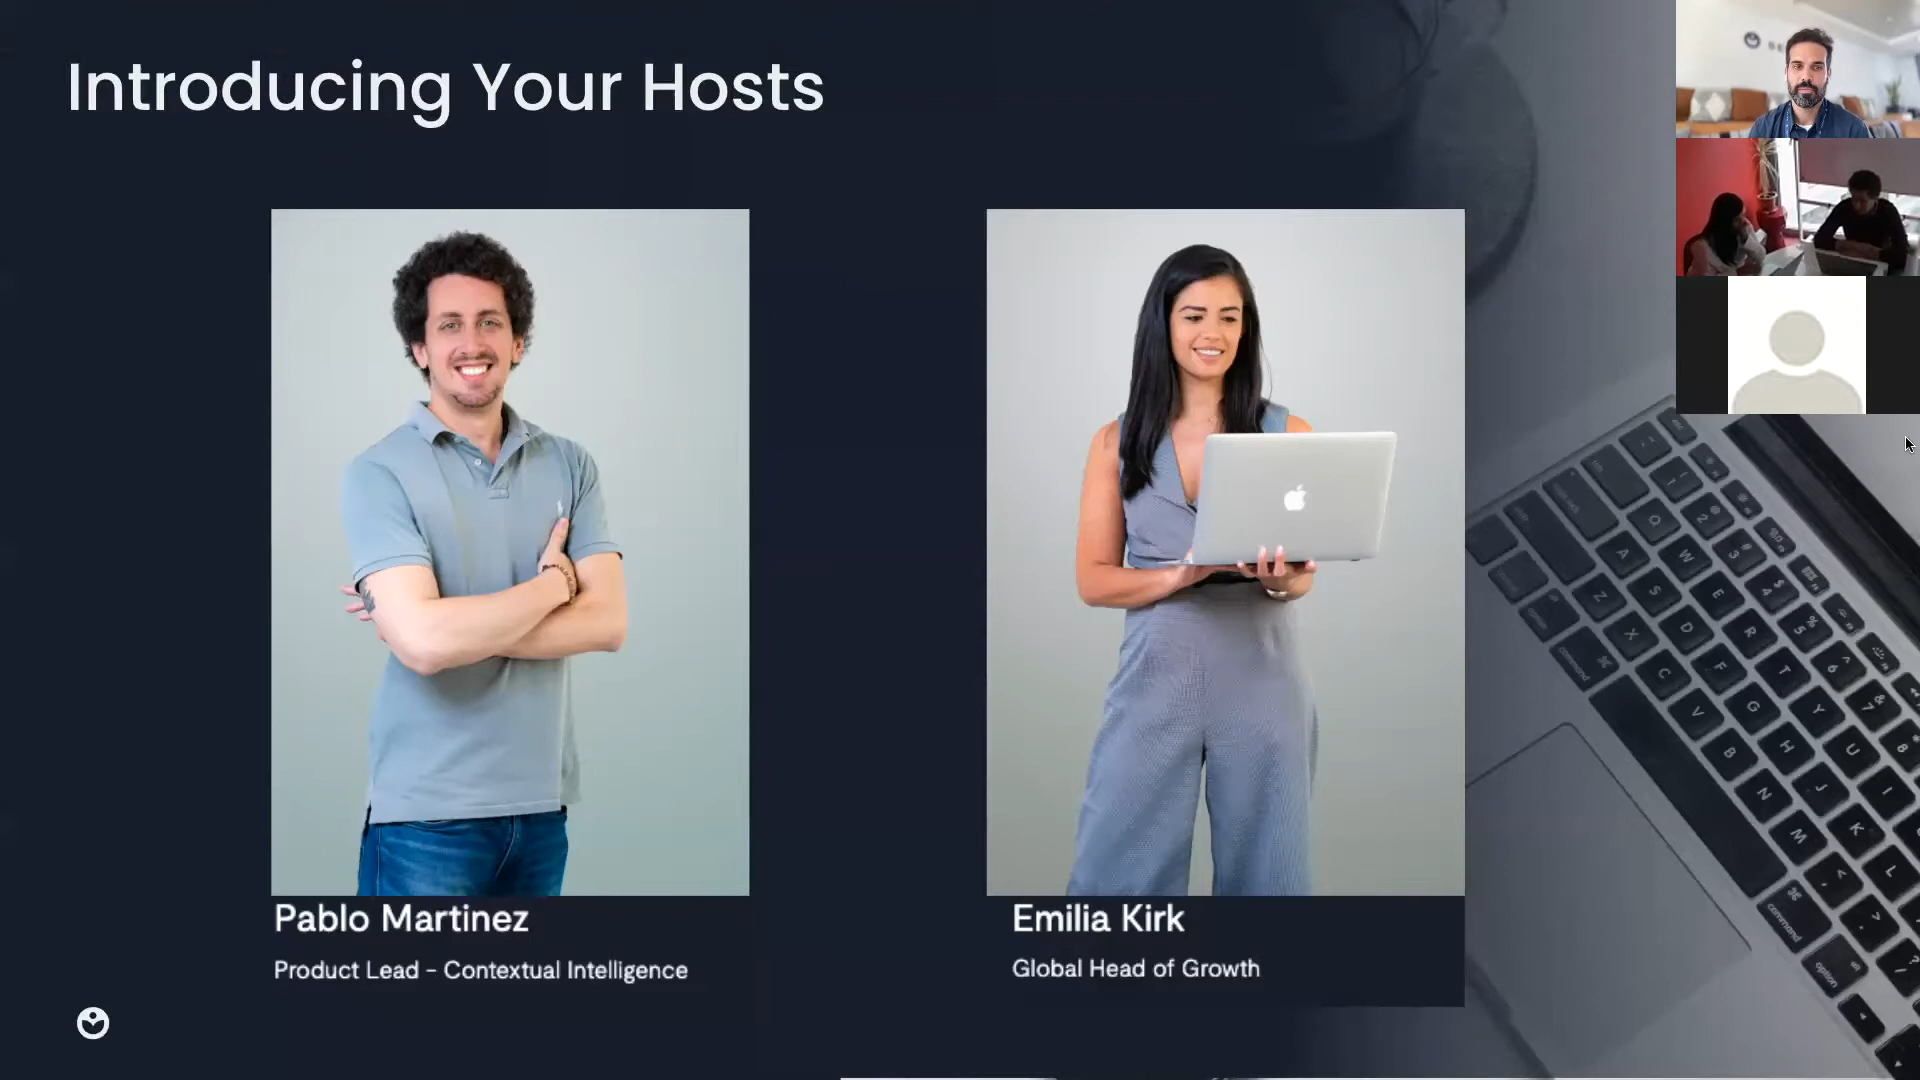 Introducing Your Hosts
Pablo Martinez
Product Lead - Contextual Intelligence
Emilia Kirk
Global Head of Growth